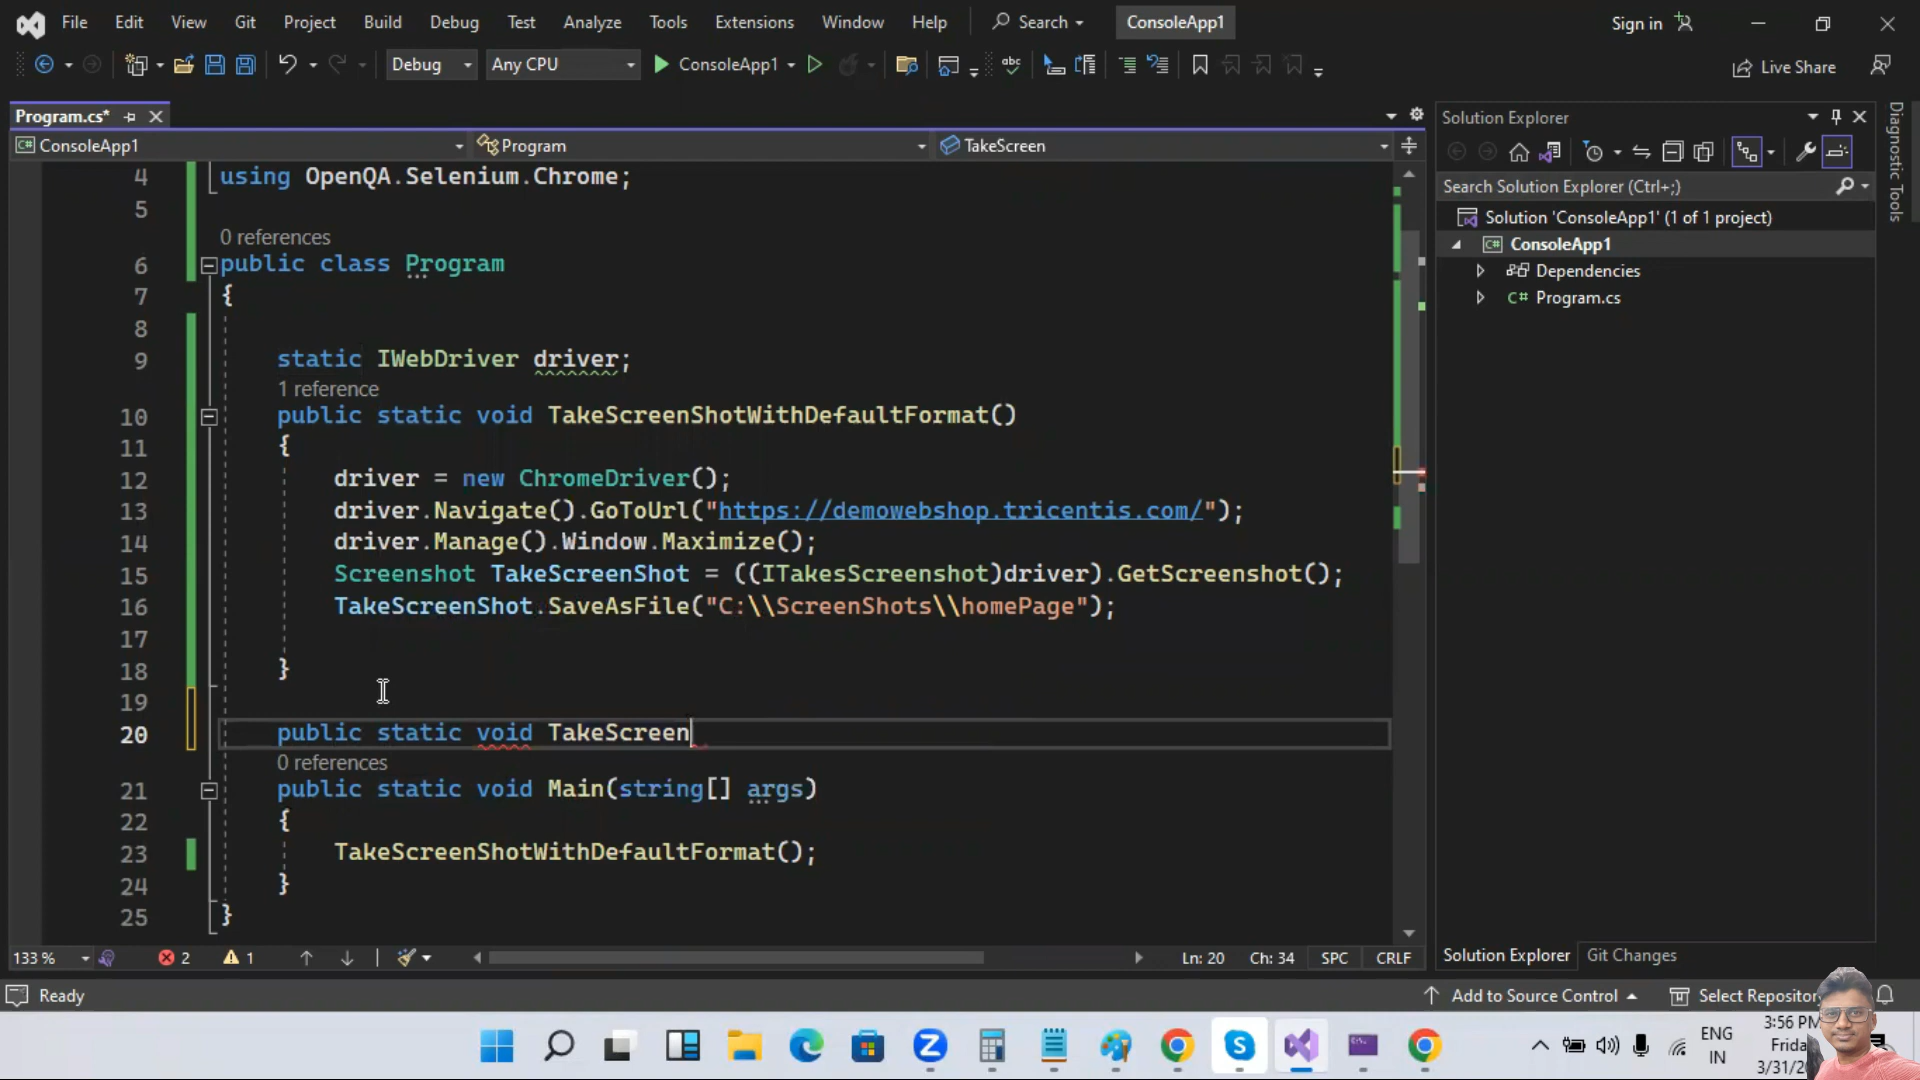 File Edit View Git Project Build Debug Test Analyze Tools Extensions Window Help Search ConsoleApp1 Sign in
Debug Any CPU ConsoleApp1 abc Live Share
Program.cs*
ConsoleApp1 Program TakeScreen
4 using OpenQA.Selenium.Chrome;
5
0 references
6 public class Program
7 {
8
9 static IWebDriver driver;
1 reference
10 public static void TakeScreenShotWithDefaultFormat()
11 {
12 driver = new ChromeDriver();
13 driver.Navigate().GoToUrl("https://demowebshop.tricentis.com/");
14 driver.Manage().Window.Maximize();
15 Screenshot TakeScreenShot = ((ITakesScreenshot)driver).GetScreenshot();
16 TakeScreenShot.SaveAsFile("C:\\ScreenShots\\homePage");
17
18 }
19
20 public static void TakeScreen
0 references
21 public static void Main(string[] args)
22 {
23 TakeScreenShotWithDefaultFormat();
24 }
25 }
133 % 2 1 Ln: 20 Ch: 34 SPC CRLF
Solution Explorer
Search Solution Explorer (Ctrl+;)
Solution 'ConsoleApp1' (1 of 1 project)
ConsoleApp1
Dependencies
C# Program.cs
Solution Explorer Git Changes
Diagnostic Tools
Ready Add to Source Control
ENG
IN
3:56 PM